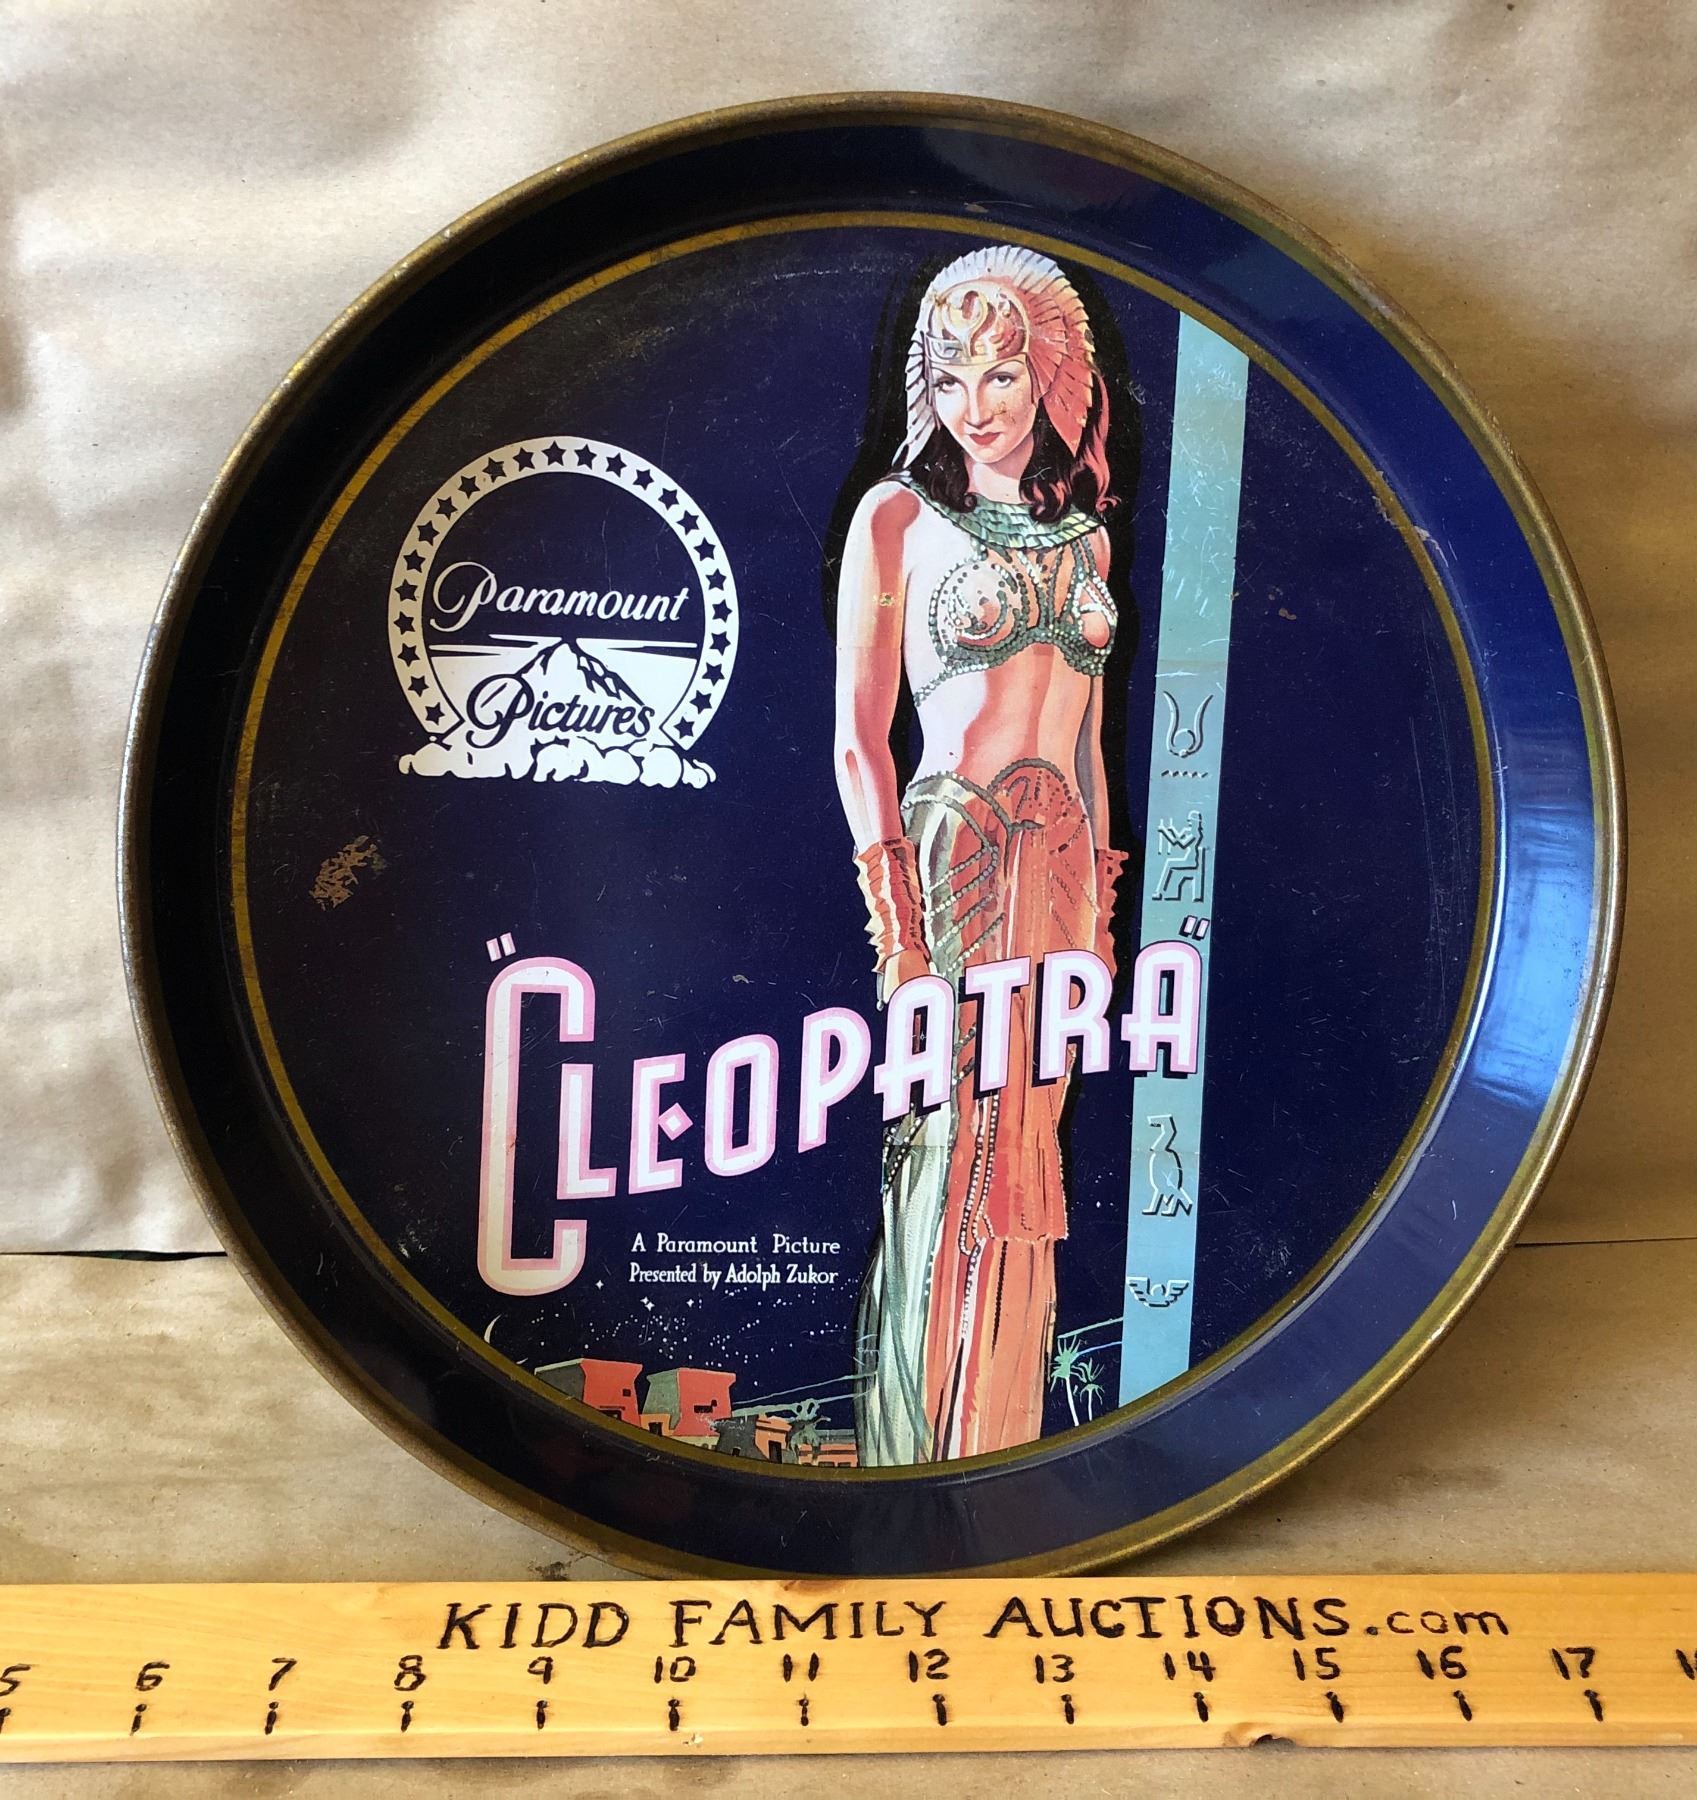 Paramount
Pictures
"CLEOPATRA"
A Paramount Picture
Presented by Adolph Zukor
KIDD FAMILY AUCTIONS.com
5 6 7 8 9 10 11 12 13 14 15 16 17